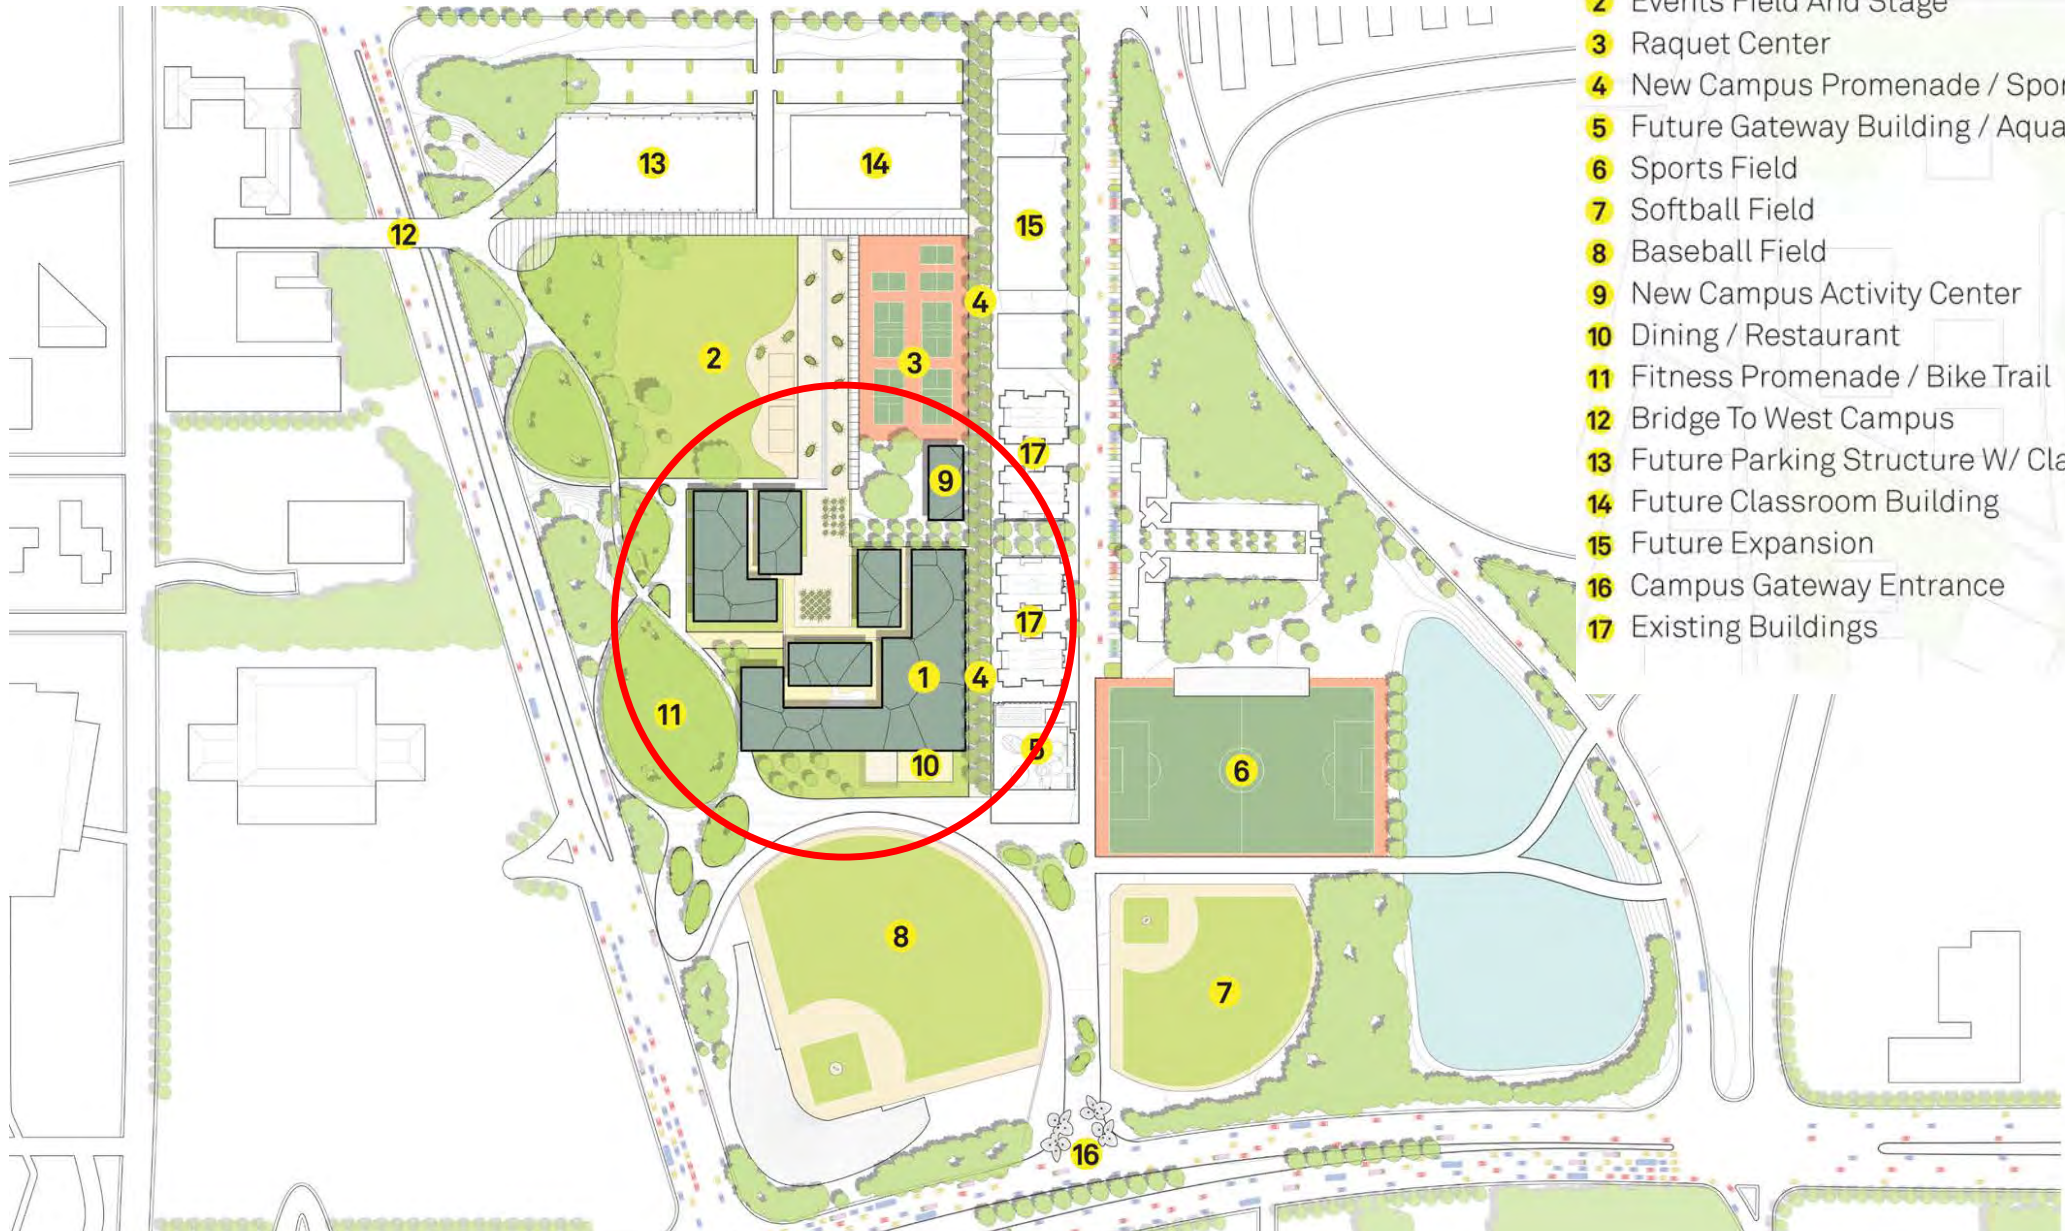 2 Events Field And Stage
3 Raquet Center
4 New Campus Promenade / Spor
5 Future Gateway Building / Aqua
6 Sports Field
7 Softball Field
8 Baseball Field
9 New Campus Activity Center
10 Dining / Restaurant
11 Fitness Promenade / Bike Trail
12 Bridge To West Campus
13 Future Parking Structure W/ Cla
14 Future Classroom Building
15 Future Expansion
16 Campus Gateway Entrance
17 Existing Buildings
13
14
15
12
4
2
3
17
9
17
1
4
11
5
10
6
8
7
16